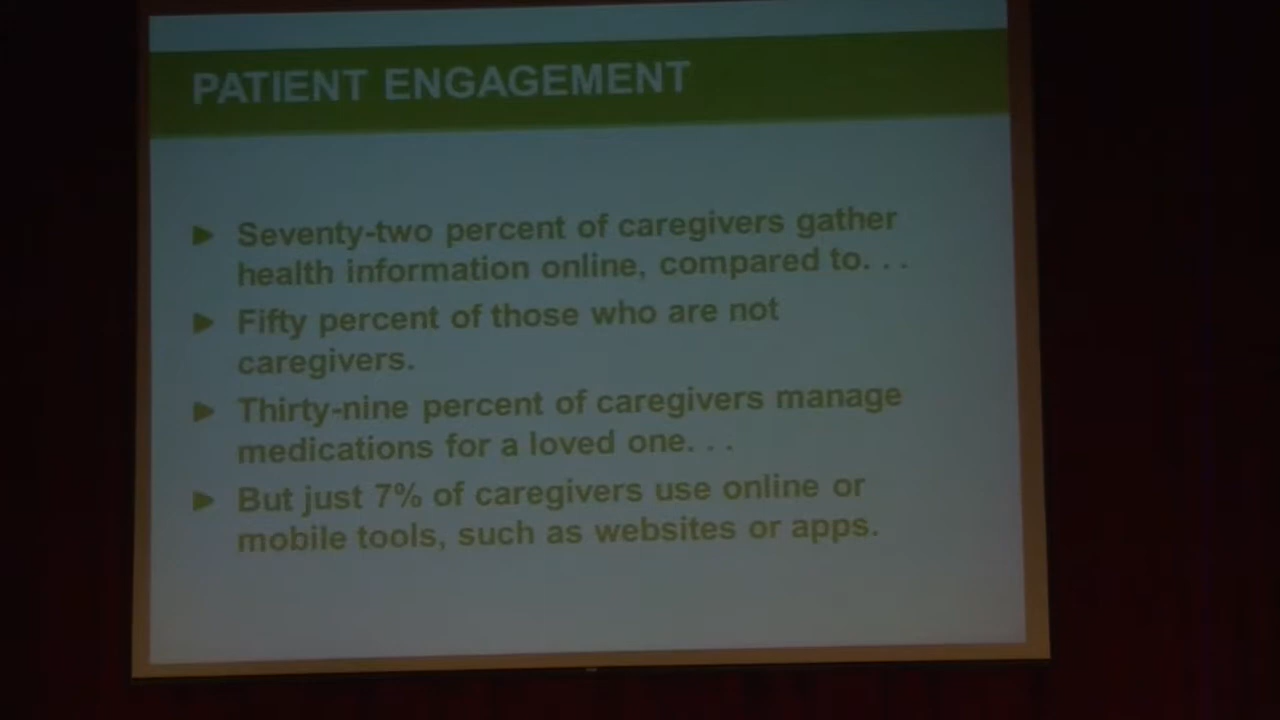 PATIENT ENGAGEMENT
Seventy-two percent of caregivers gather
health information online, compared to. . .
Fifty percent of those who are not
caregivers.
Thirty-nine percent of caregivers manage
medications for a loved one. . .
But just 7% of caregivers use online or
mobile tools, such as websites or apps.